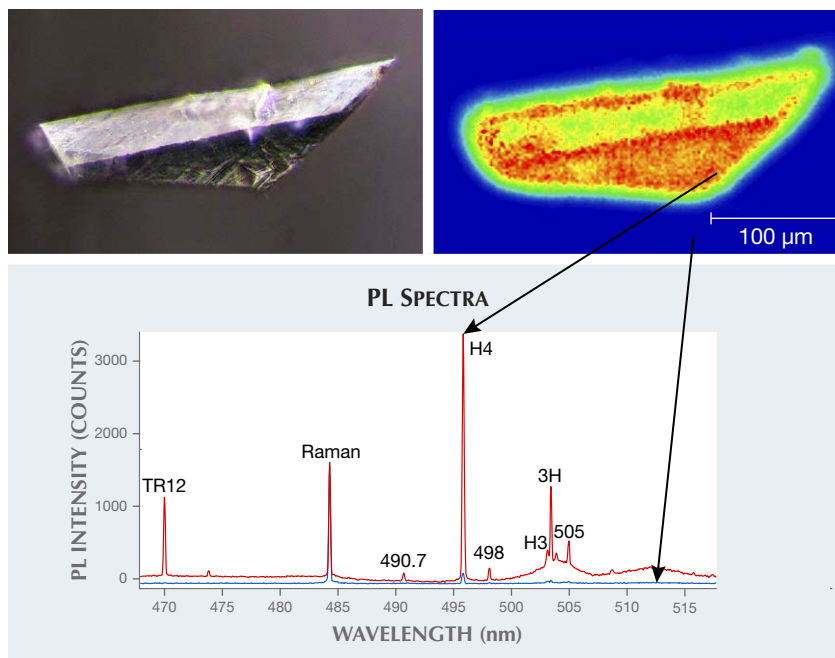 100 µm
PL SPECTRA
PL INTENSITY (COUNTS)
3000
2000
1000
0
H4
Raman
TR12
3H
H3
505
490.7
498
470 475 480 485 490 495 500 505 510 515
WAVELENGTH (nm)